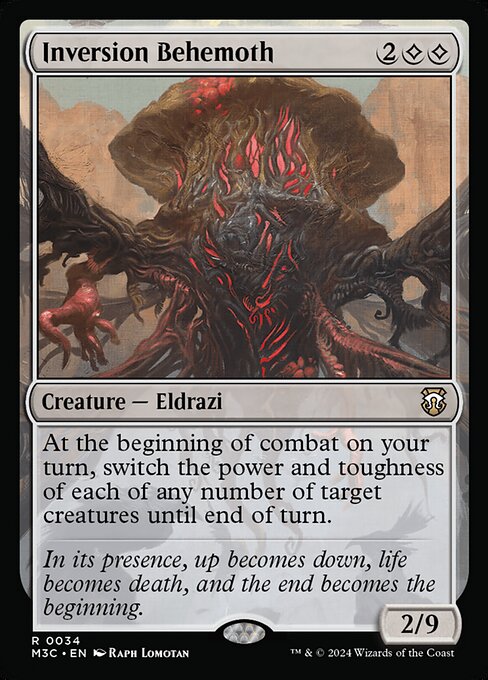 Inversion Behemoth 2
Creature — Eldrazi
At the beginning of combat on your
turn, switch the power and toughness
of each of any number of target
creatures until end of turn.
In its presence, up becomes down, life
becomes death, and the end becomes the
beginning.
2/9
R 0034
M3C • EN Raph Lomotan
™ & © 2024 Wizards of the Coast